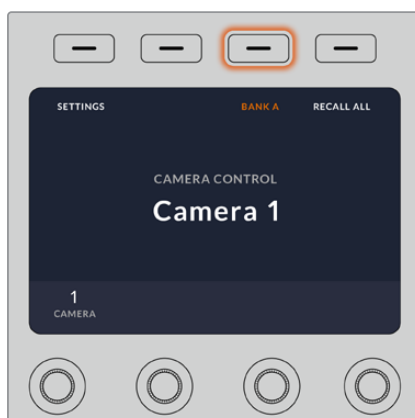 SETTINGS BANK A RECALL ALL
CAMERA CONTROL
Camera 1
1
CAMERA